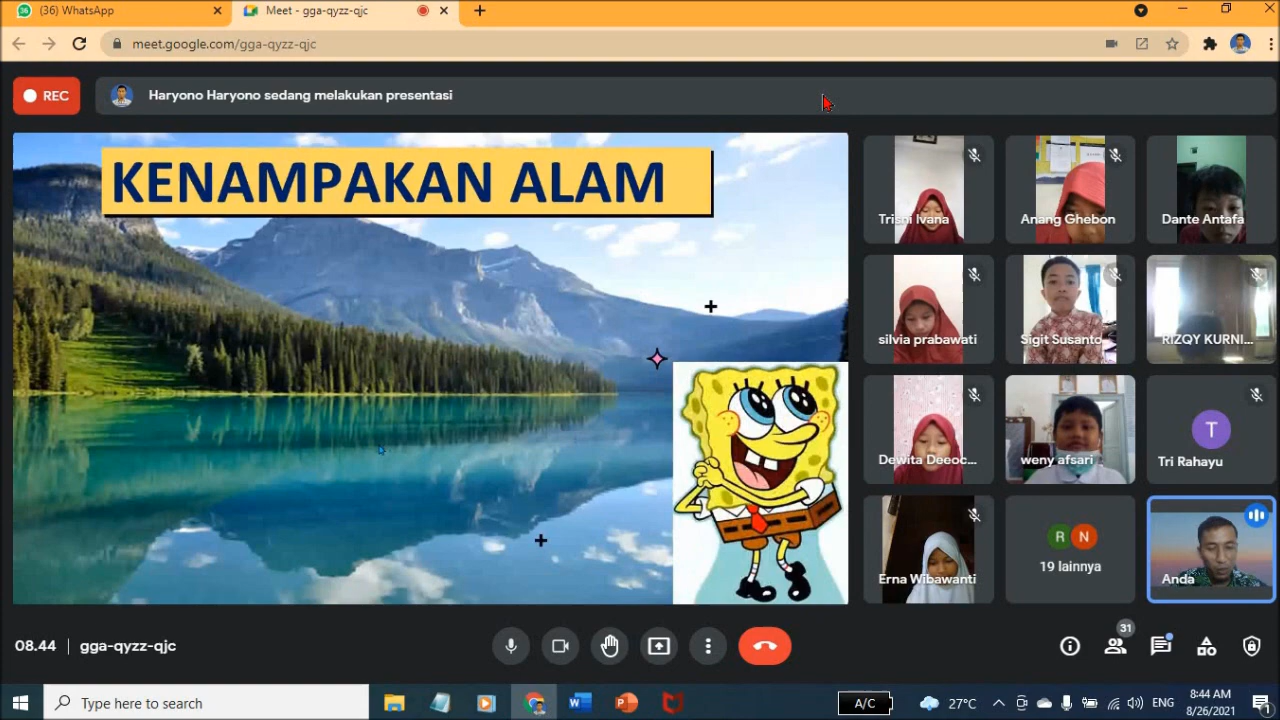 (36) WhatsApp
Meet - gga-qyzz-qjc
meet.google.com/gga-qyzz-qjc
REC
Haryono Haryono sedang melakukan presentasi
KENAMPAKAN ALAM
Trisni Ivana
Anang Ghebon
Dante Antafa
silvia prabawati
Sigit Susanto
RIZQY KURNI...
Dewita Deeoc...
weny afsari
T
Tri Rahayu
Erna Wibawanti
R N
19 lainnya
Anda
08.44 | gga-qyzz-qjc
31
Type here to search
A/C
27°C
ENG
8:44 AM
8/26/2021
1